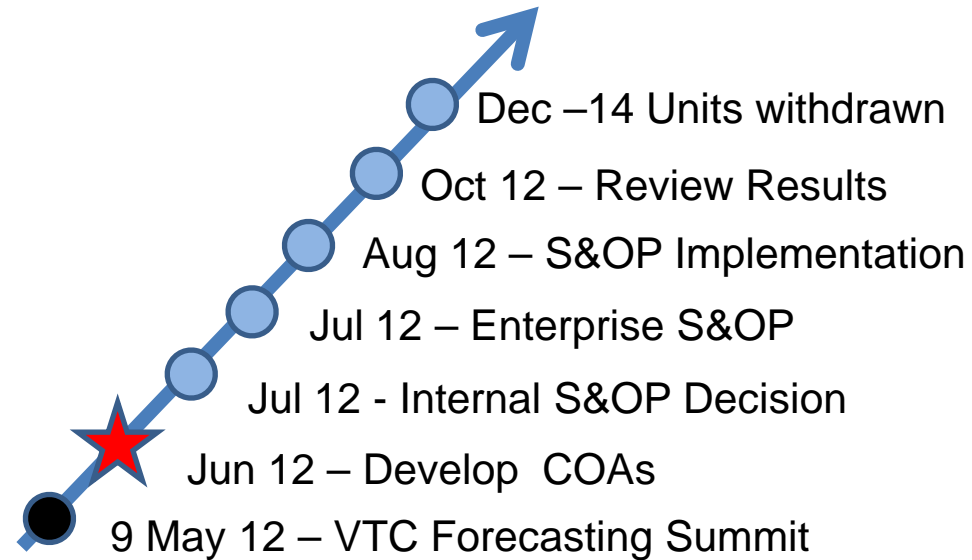 Dec –14 Units withdrawn
Oct 12 – Review Results
Aug 12 – S&OP Implementation
Jul 12 – Enterprise S&OP
Jul 12 - Internal S&OP Decision
Jun 12 – Develop  COAs
9 May 12 – VTC Forecasting Summit